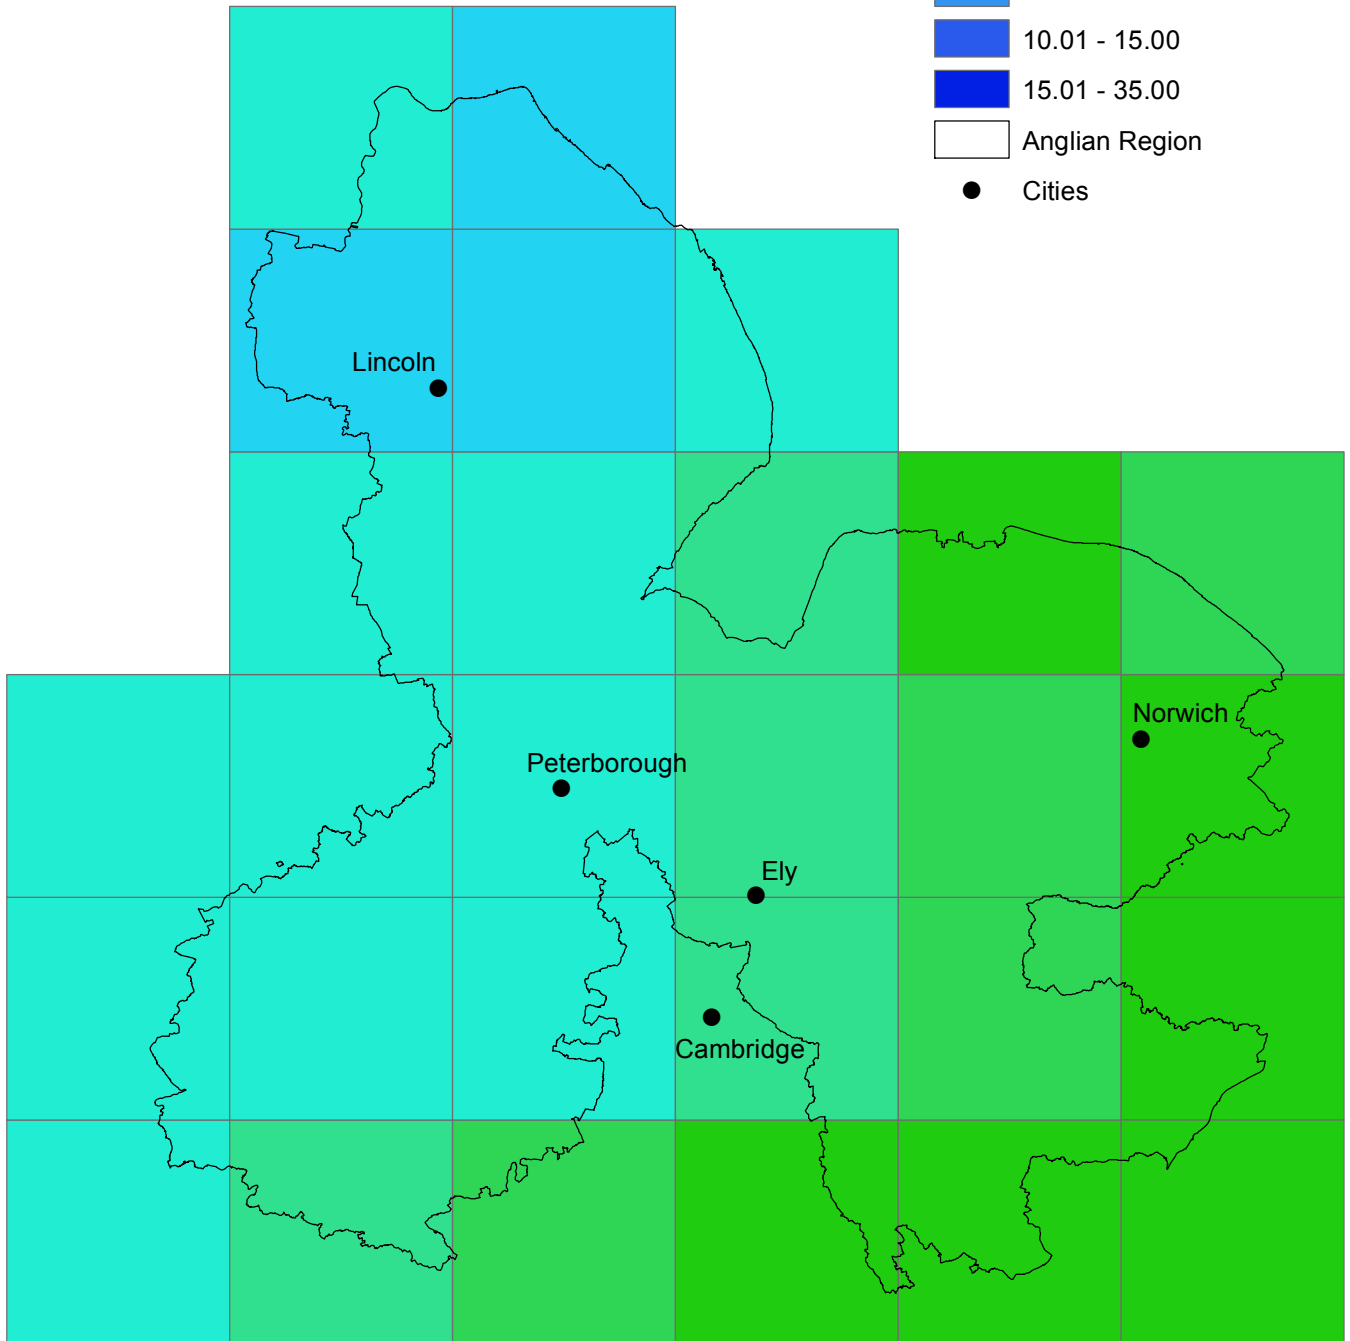 10.01 - 15.00
15.01 - 35.00
Anglian Region
Cities
Lincoln
Norwich
Peterborough
Ely
Cambridge